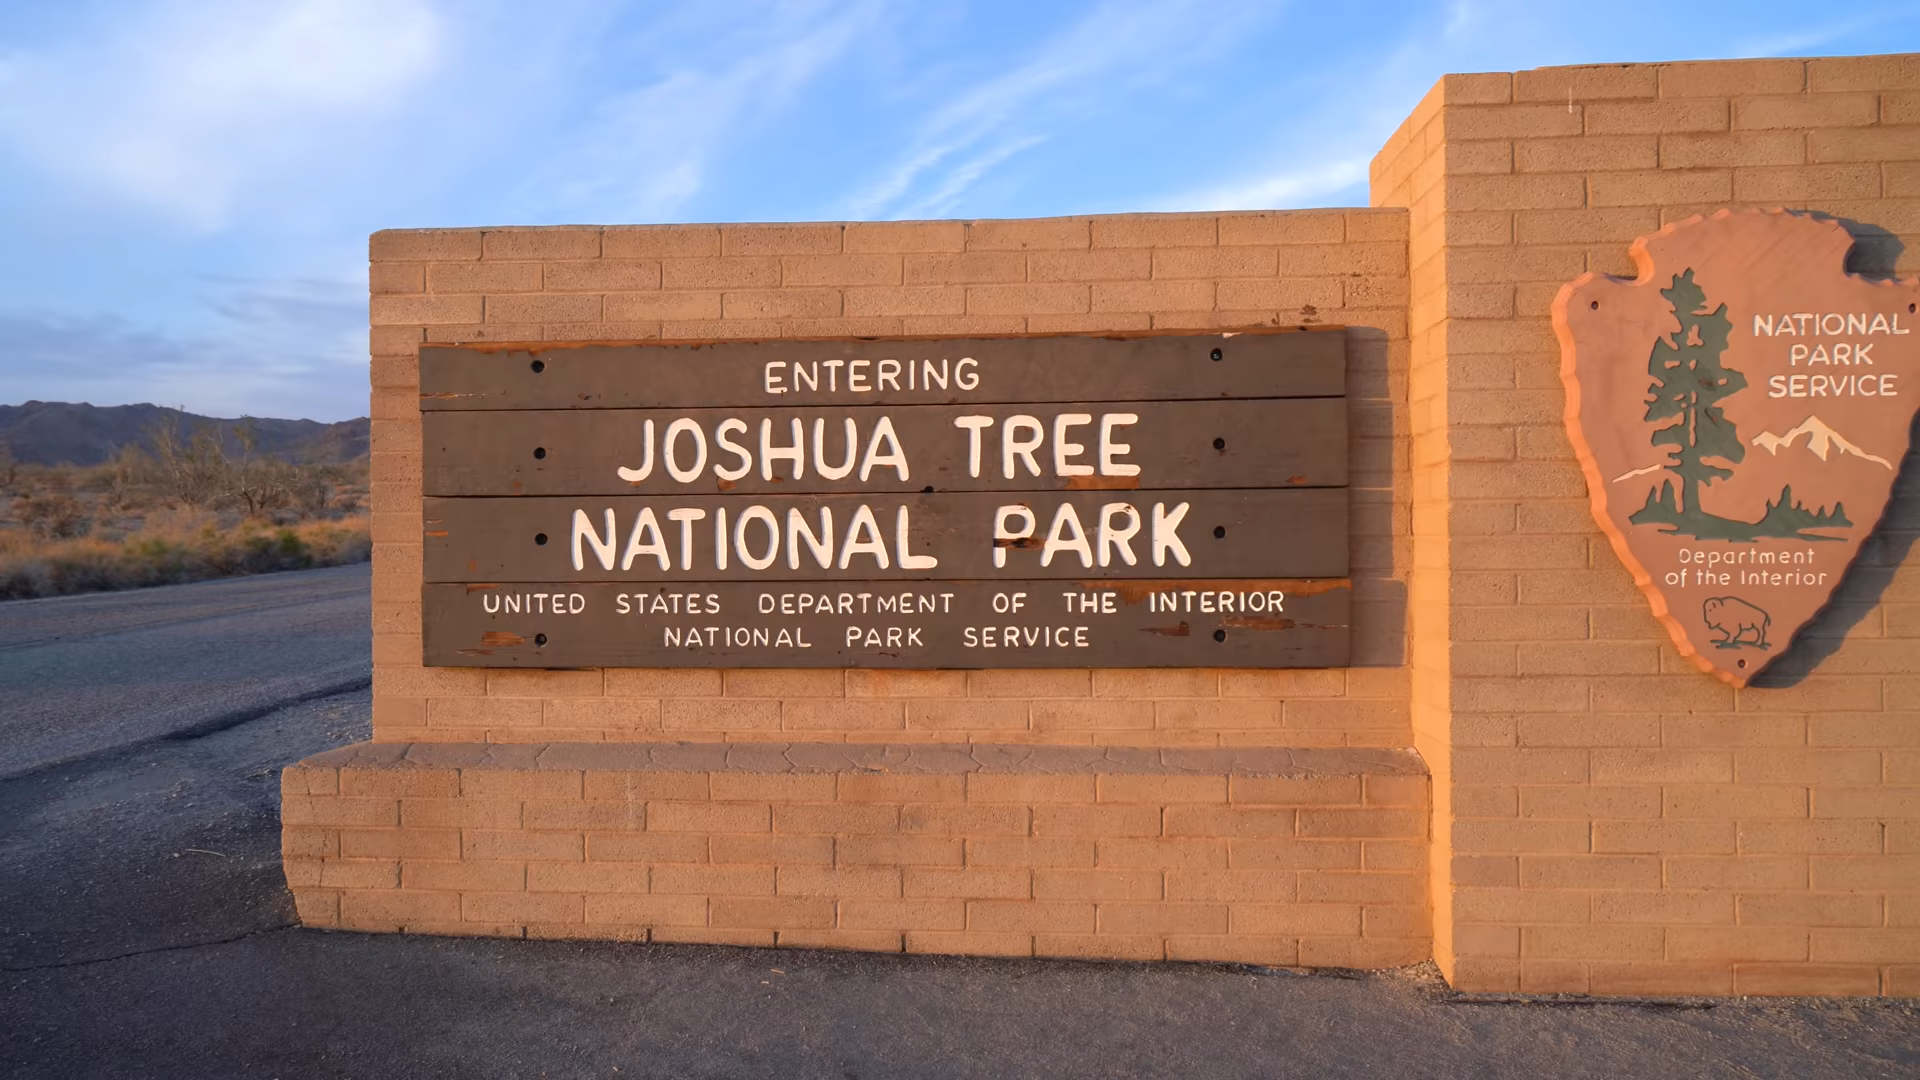 ENTERING
JOSHUA TREE
NATIONAL PARK
UNITED STATES DEPARTMENT OF THE INTERIOR
NATIONAL PARK SERVICE
NATIONAL
PARK
SERVICE
Department
of the Interior